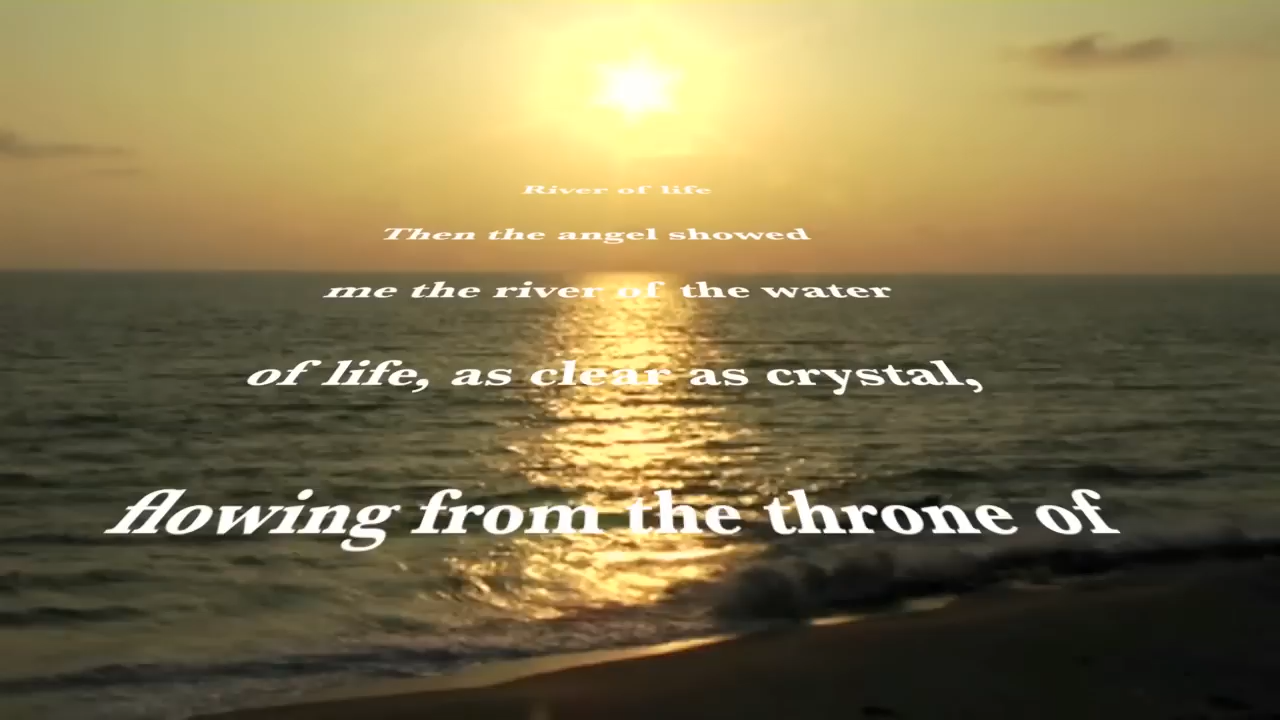 River of life
Then the angel showed
me the river of the water
of life, as clear as crystal,
flowing from the throne of